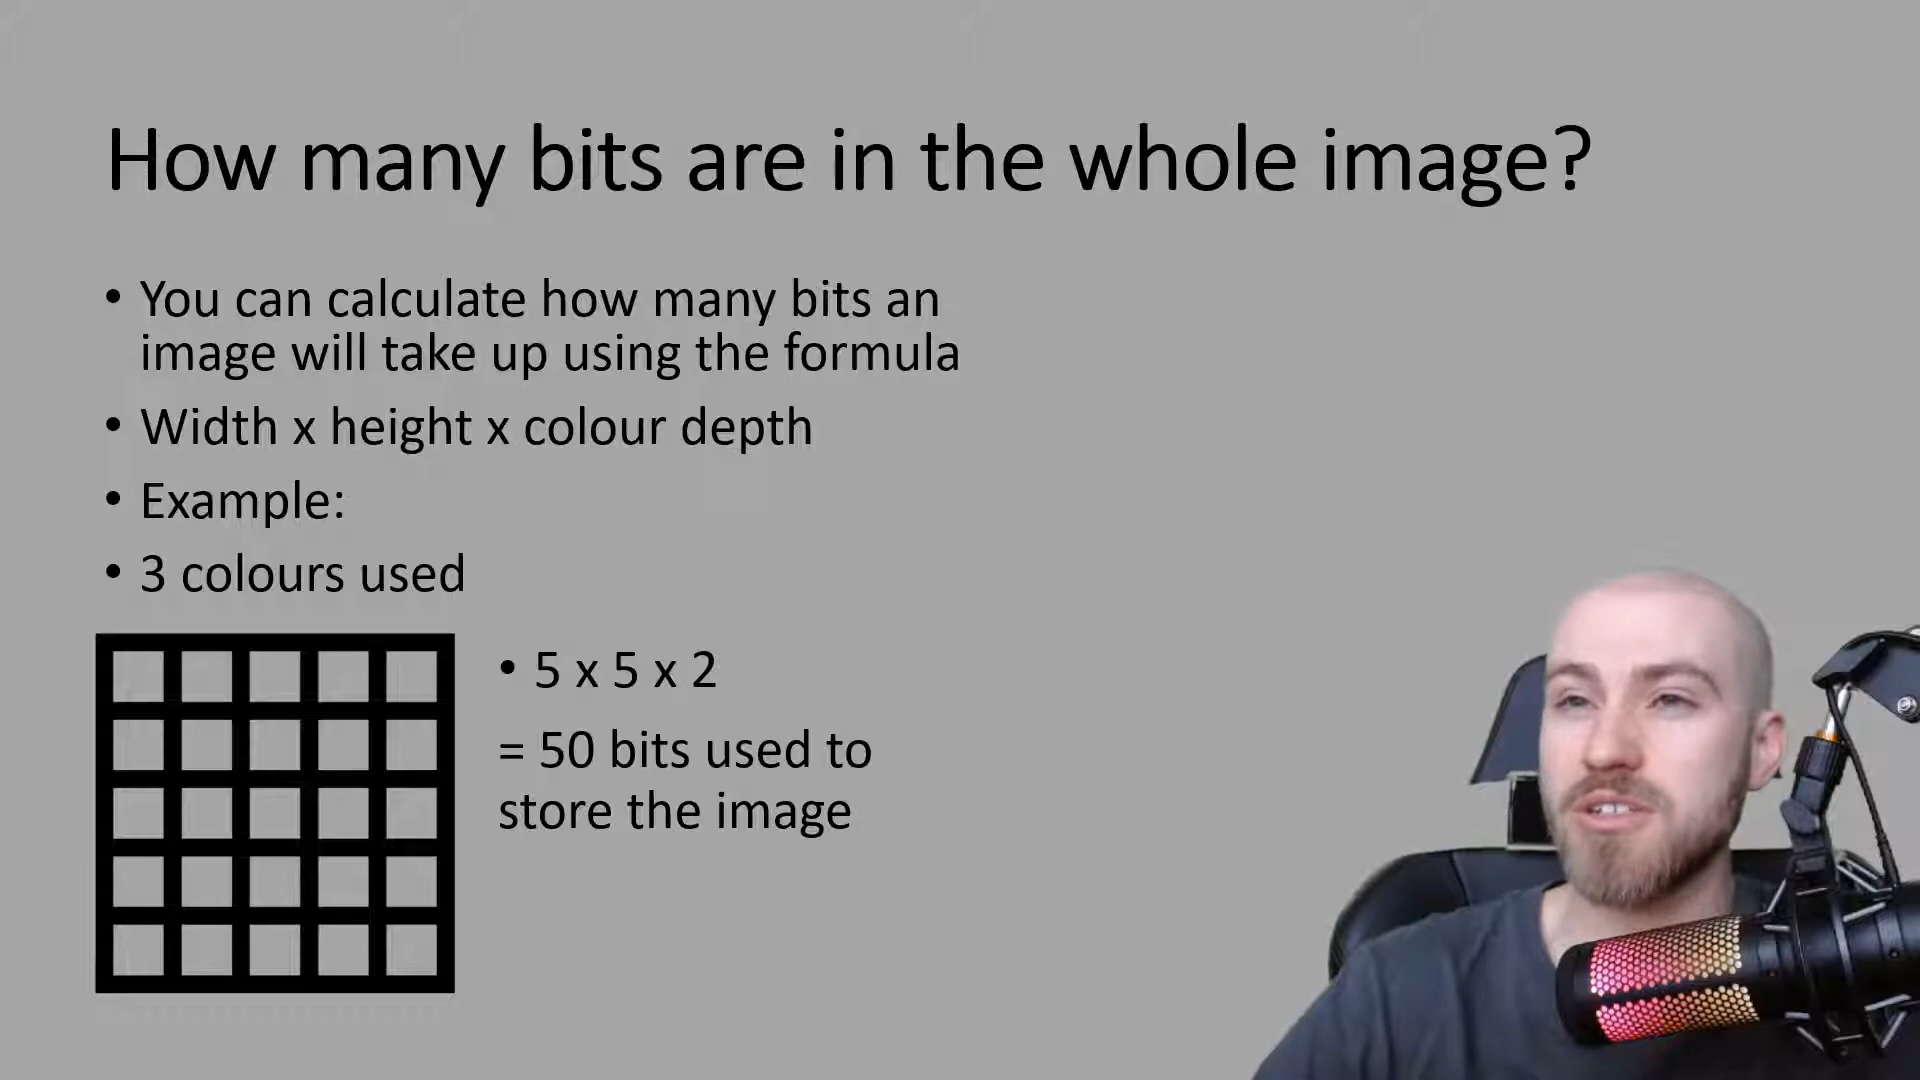 How many bits are in the whole image?
• You can calculate how many bits an
image will take up using the formula
• Width x height x colour depth
• Example:
• 3 colours used
• 5 x 5 x 2
= 50 bits used to
store the image